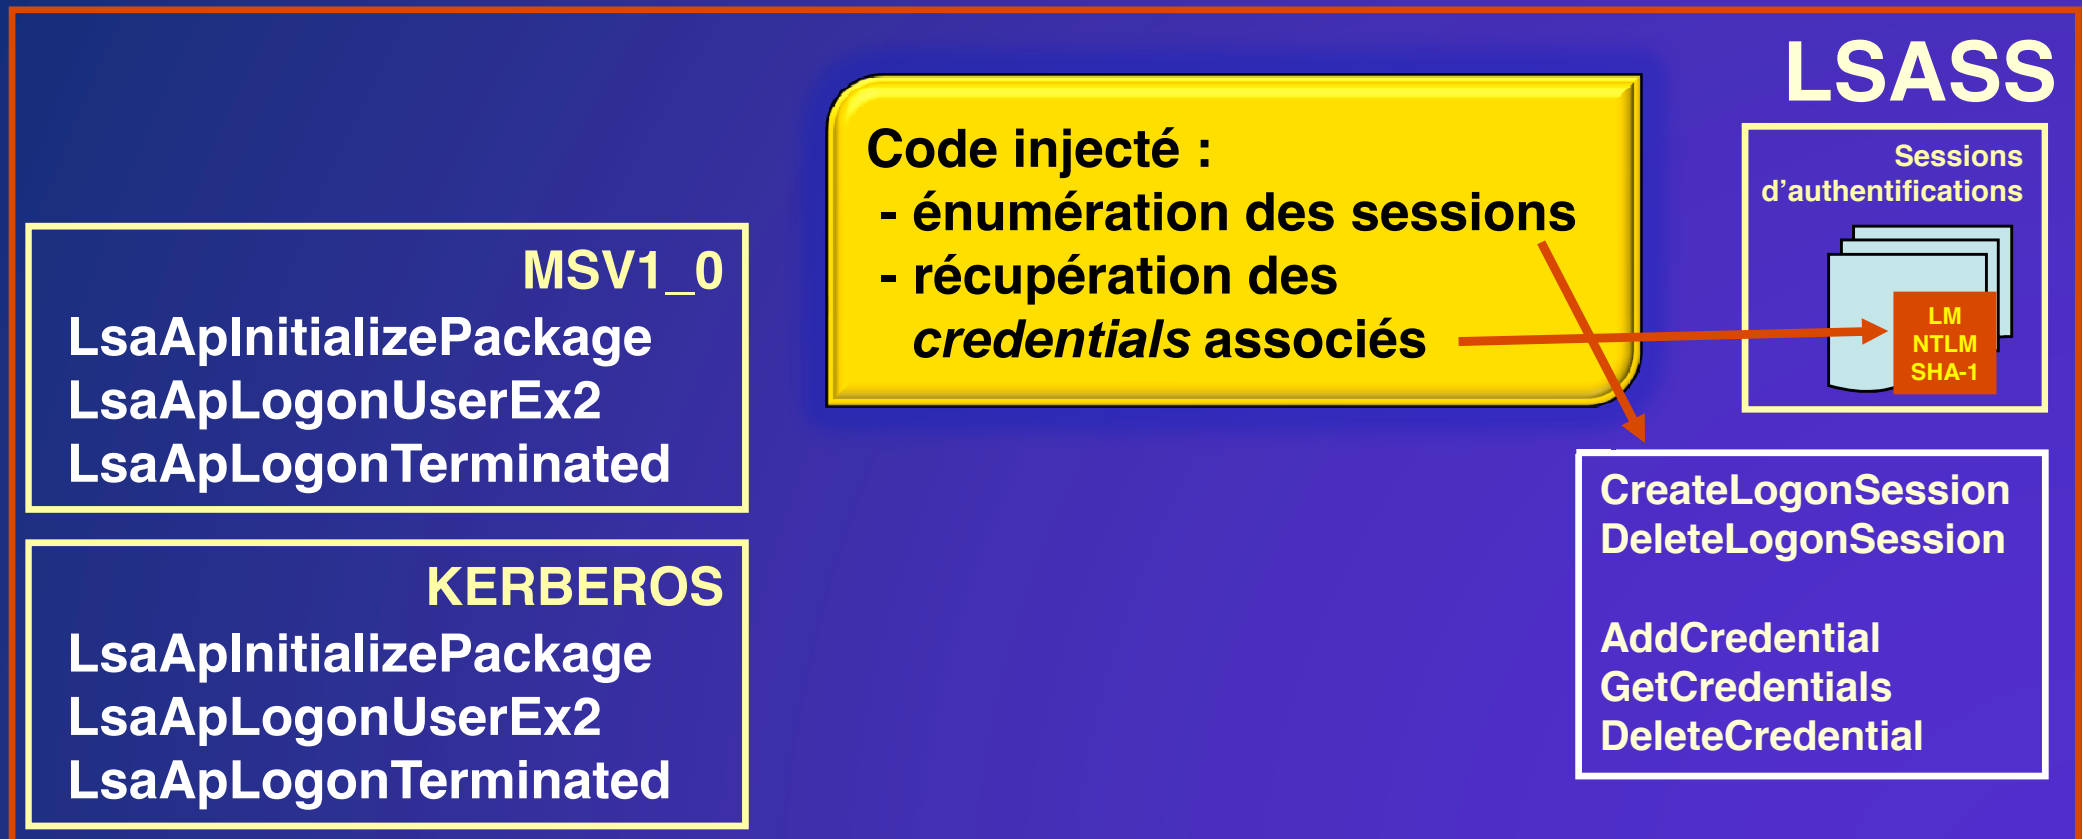 LSASS
Code injecté :
- énumération des sessions
- récupération des
credentials associés
Sessions
d'authentifications
LM
NTLM
SHA-1
MSV1_0
LsaApInitializePackage
LsaApLogonUserEx2
LsaApLogonTerminated
KERBEROS
LsaApInitializePackage
LsaApLogonUserEx2
LsaApLogonTerminated
CreateLogonSession
DeleteLogonSession
AddCredential
GetCredentials
DeleteCredential